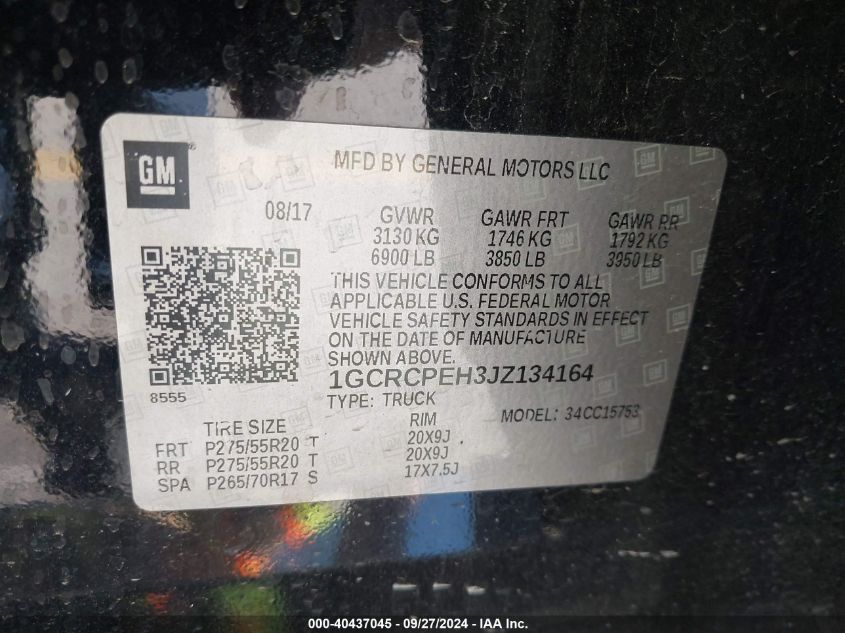 GM
MFD BY GENERAL MOTORS LLC
08/17
GVWR GAWR FRT GAWR RR
3130 KG 1746 KG 1792 KG
6900 LB 3850 LB 3950 LB
THIS VEHICLE CONFORMS TO ALL
APPLICABLE U.S. FEDERAL MOTOR
VEHICLE SAFETY STANDARDS IN EFFECT
ON THE DATE OF MANUFACTURE
SHOWN ABOVE.
1GCRCPEH3JZ134164
8555
TYPE: TRUCK MODEL: 34CC15753
TIRE SIZE RIM
FRT P275/55R20 T 20X9J
RR P275/55R20 T 20X9J
SPA P265/70R17 S 17X7.5J
000-40437045 - 09/27/2024 - IAA Inc.